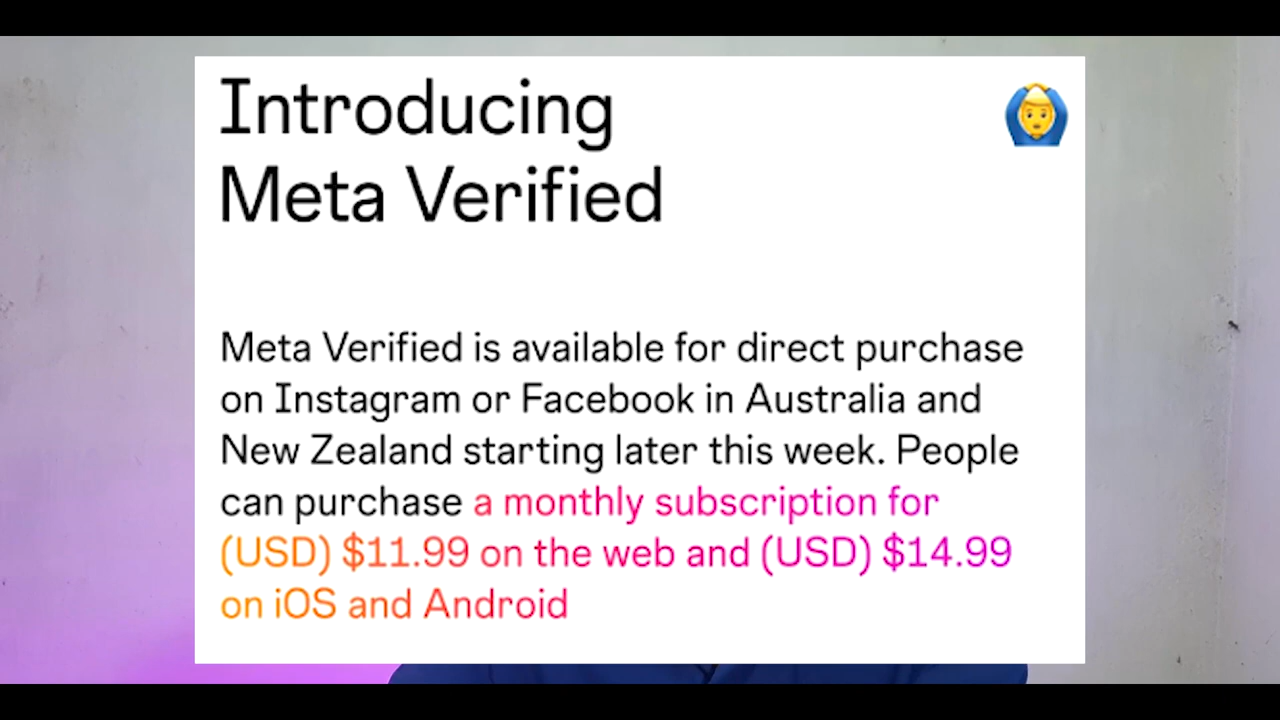 Introducing
Meta Verified
Meta Verified is available for direct purchase
on Instagram or Facebook in Australia and
New Zealand starting later this week. People
can purchase a monthly subscription for
(USD) $11.99 on the web and (USD) $14.99
on iOS and Android